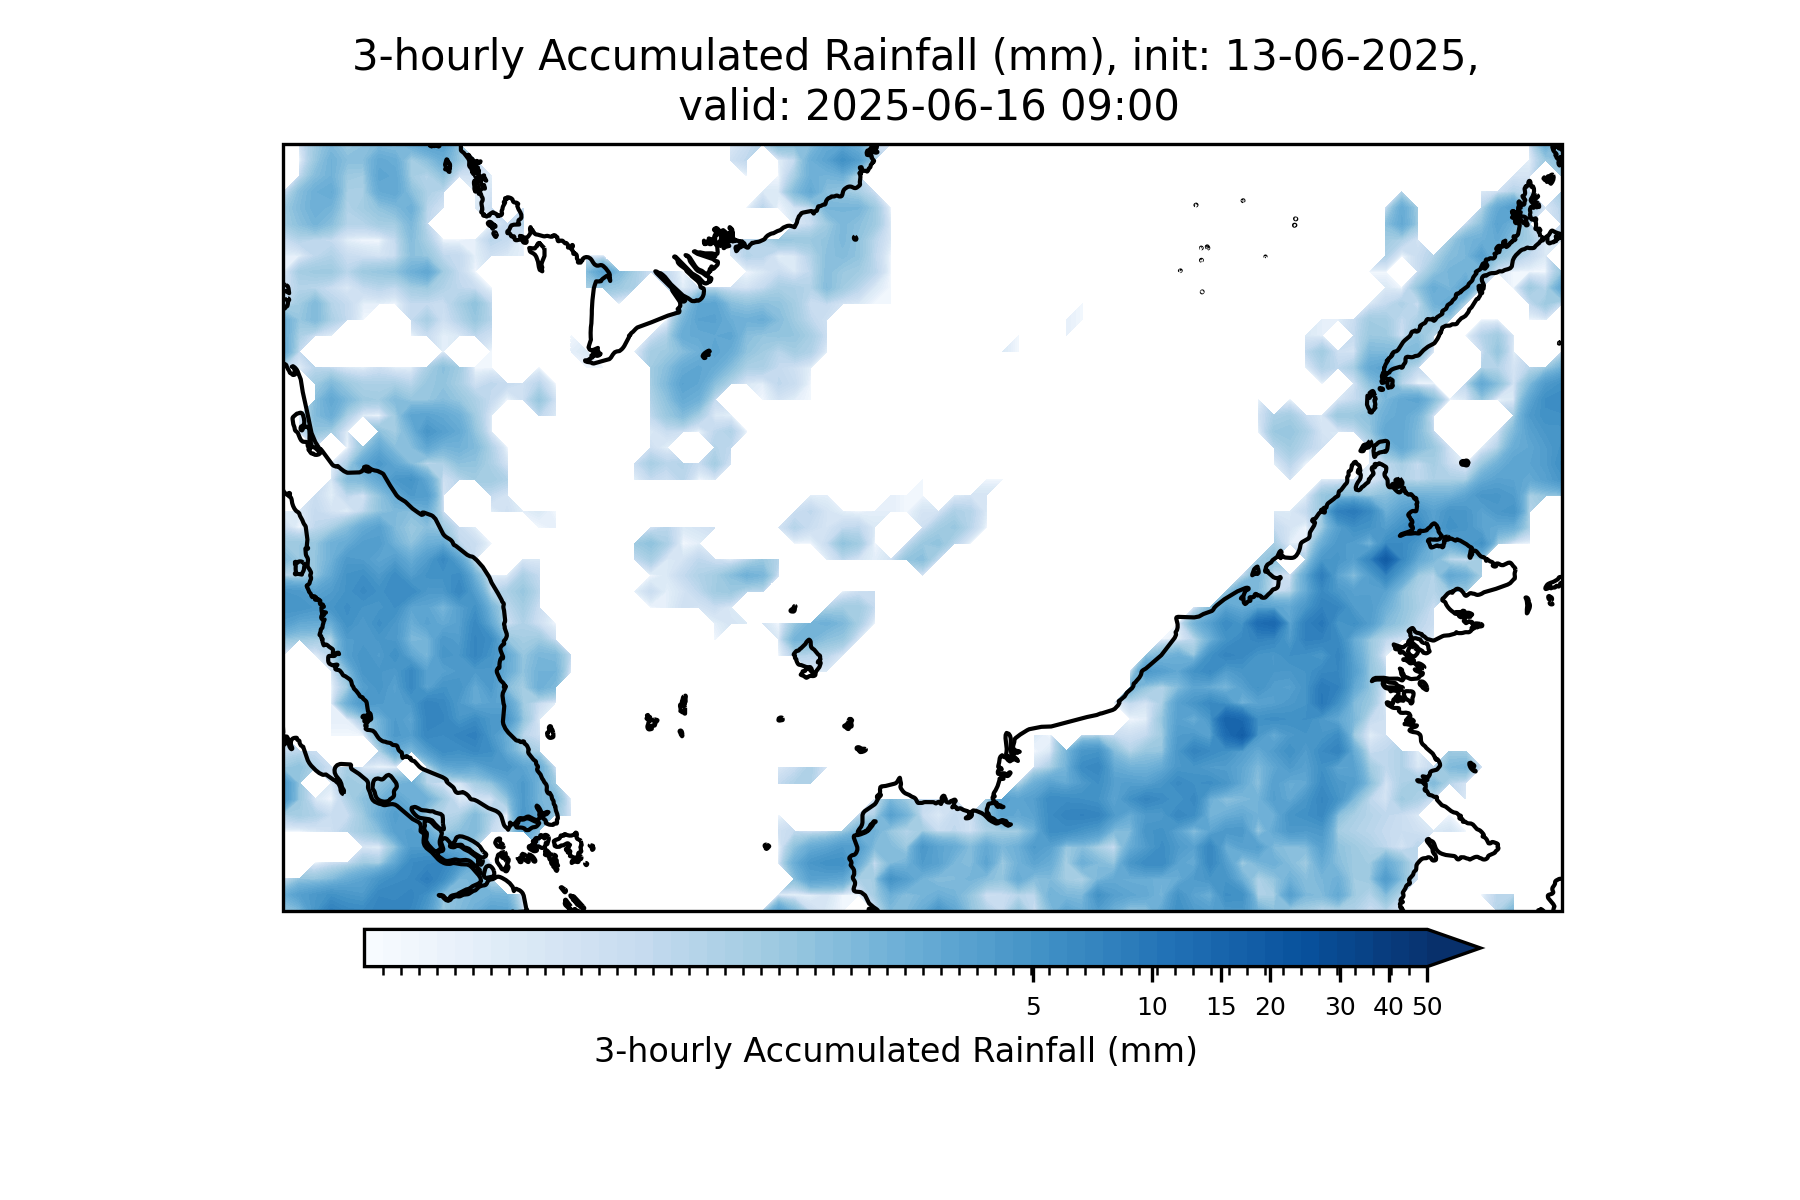 3-hourly Accumulated Rainfall (mm), init: 13-06-2025,
valid: 2025-06-16 09:00
5 10 15 20 30 40 50
3-hourly Accumulated Rainfall (mm)